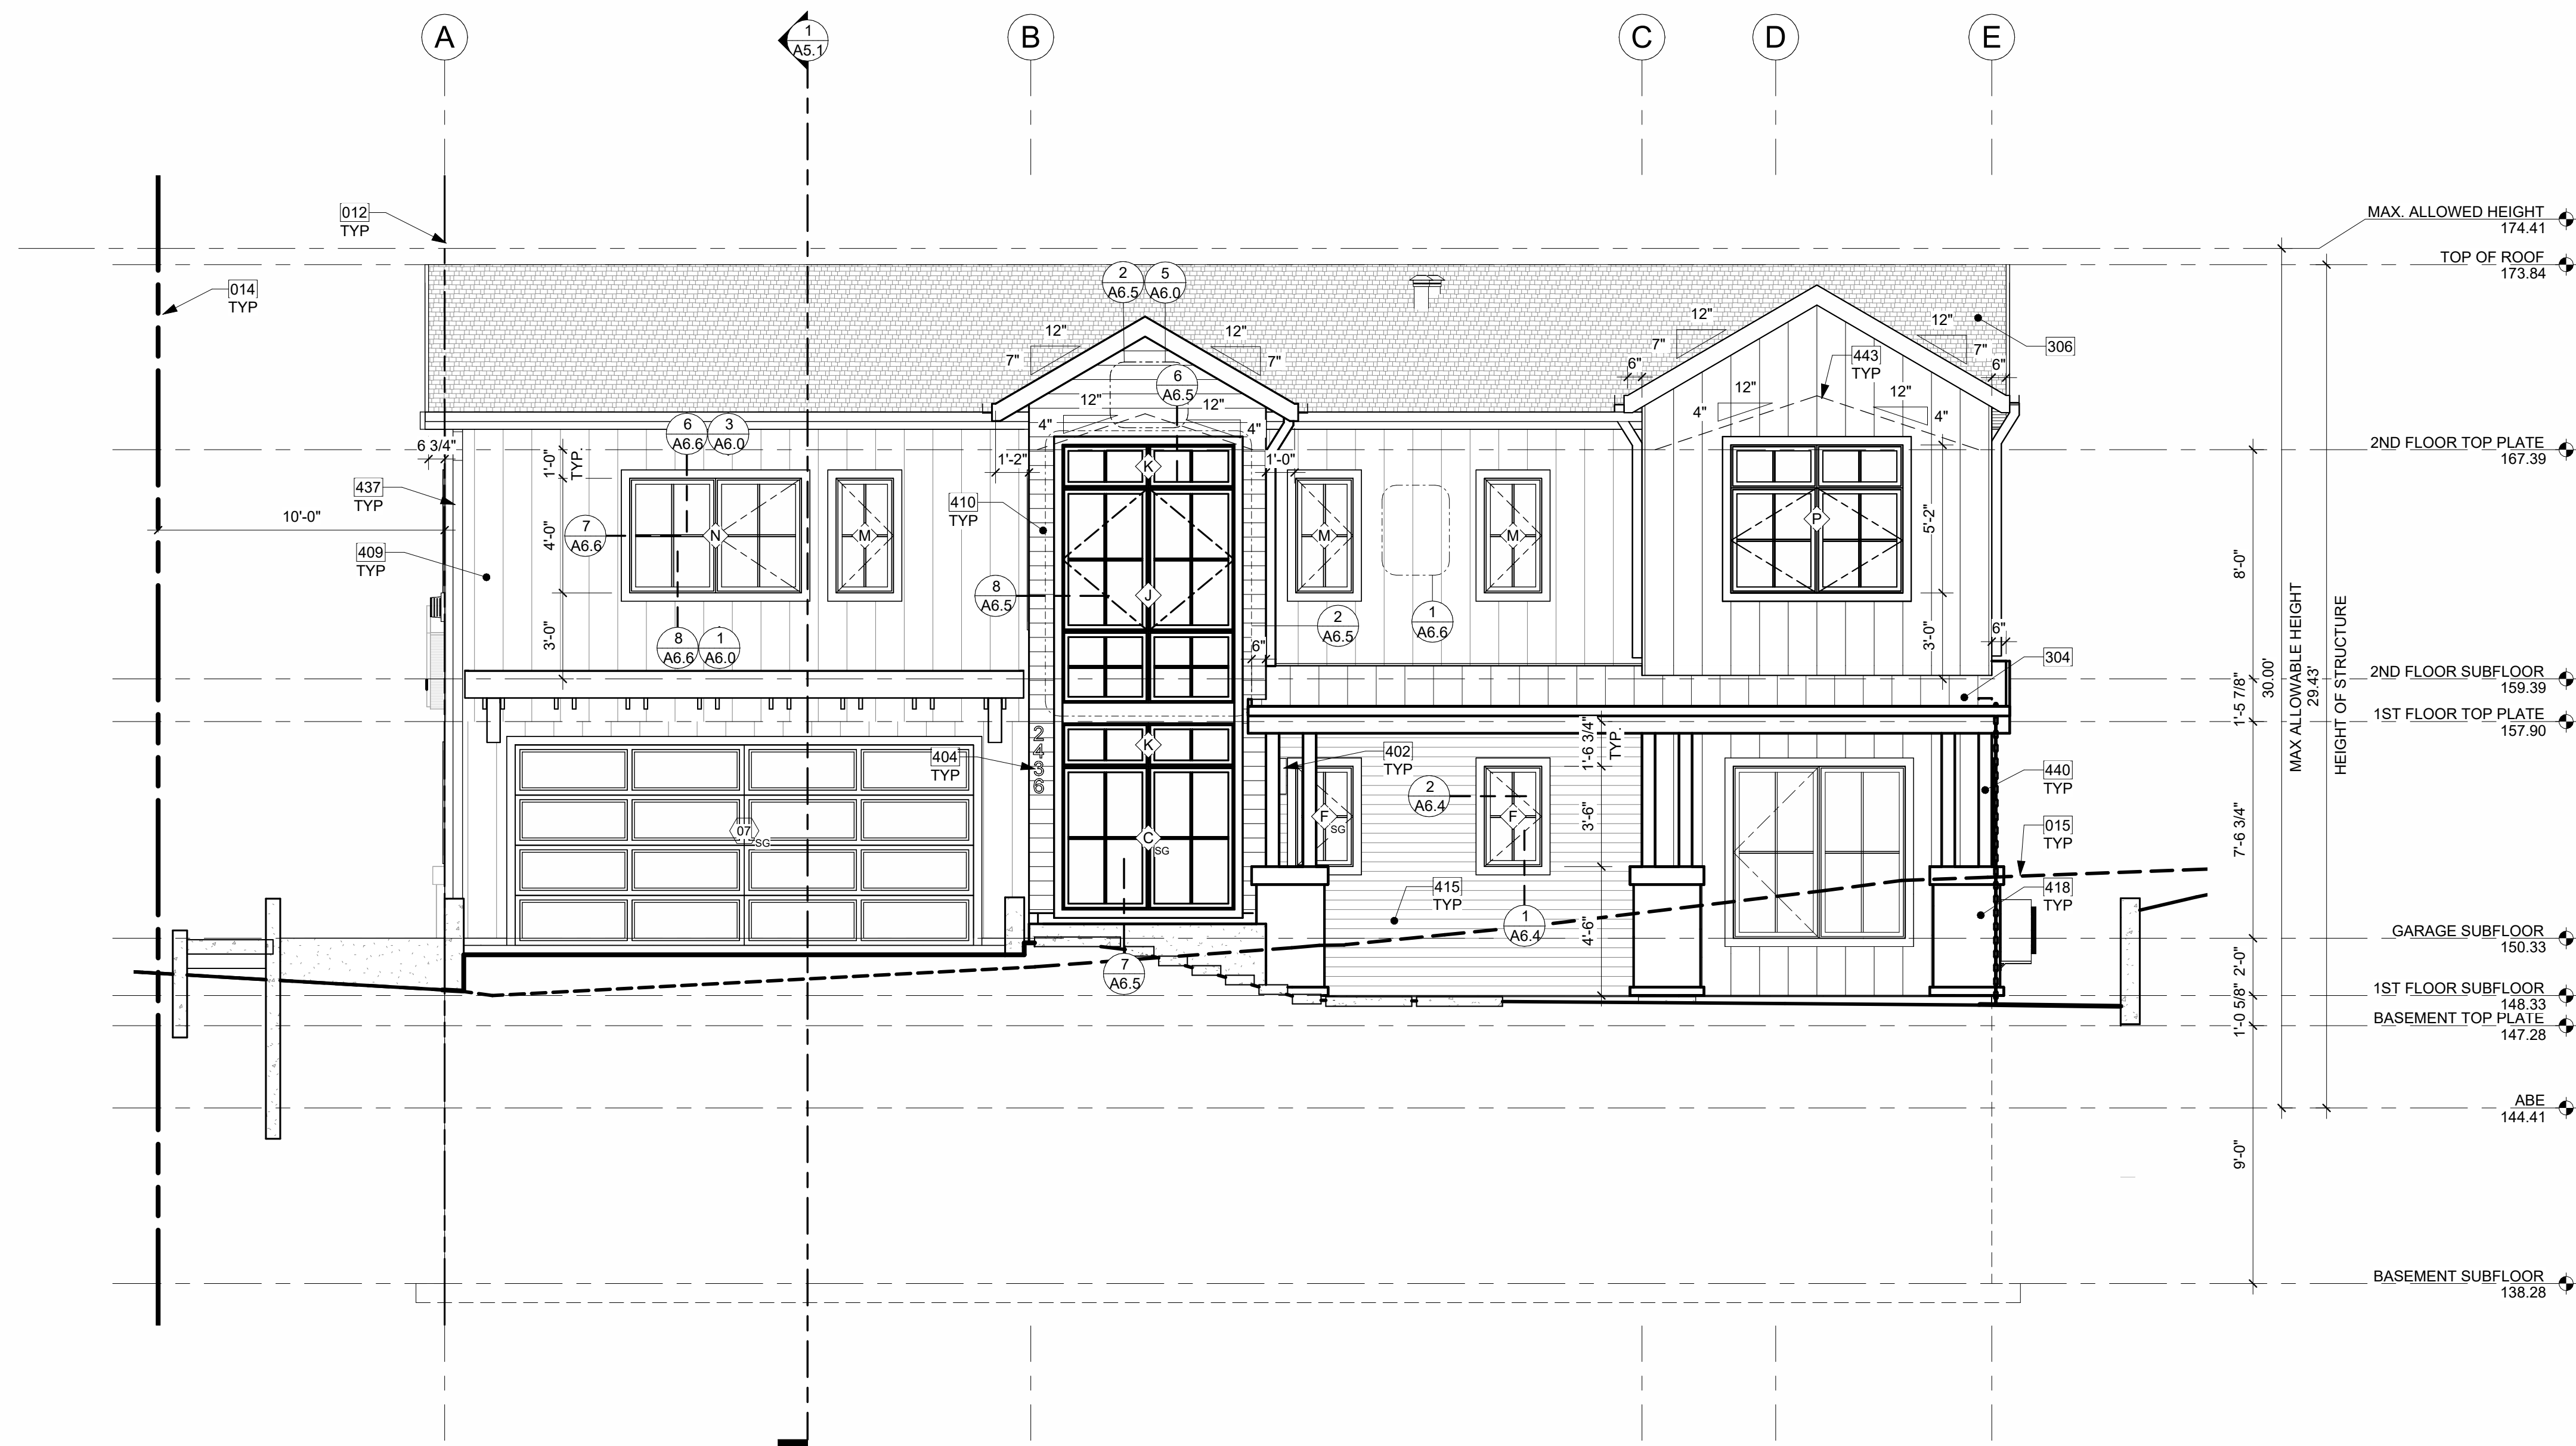 A
1
A5.1
B
C
D
E
012
TYP
MAX. ALLOWED HEIGHT
174.41
TOP OF ROOF
173.84
014
TYP
2
A6.5
5
A6.0
12"
7"
12"
7"
12"
7"
12"
7"
306
443
TYP
6"
6"
6
A6.5
12"
4"
12"
4"
12"
4"
12"
4"
6
A6.6
3
A6.0
6 3/4"
1'-0"
TYP.
1'-2"
1'-0"
2ND FLOOR TOP PLATE
167.39
437
TYP
410
TYP
K
10'-0"
7
A6.6
4'-0"
N
M
M
M
P
5'-2"
8'-0"
409
TYP
8
A6.5
J
2
A6.5
1
A6.6
3'-0"
8
A6.6
1
A6.0
6"
3'-0"
6"
304
MAX ALLOWABLE HEIGHT
30.00'
29.43'
HEIGHT OF STRUCTURE
2ND FLOOR SUBFLOOR
159.39
1'-5 7/8"
1ST FLOOR TOP PLATE
157.90
2
4
3
6
404
TYP
K
402
TYP
1'-6 3/4"
TYP.
440
TYP
2
A6.4
07
SG
F
SG
F
3'-6"
7'-6 3/4"
015
TYP
C
SG
415
TYP
418
TYP
1
A6.4
4'-6"
GARAGE SUBFLOOR
150.33
7
A6.5
2'-0"
1ST FLOOR SUBFLOOR
148.33
1'-0 5/8"
BASEMENT TOP PLATE
147.28
ABE
144.41
9'-0"
BASEMENT SUBFLOOR
138.28